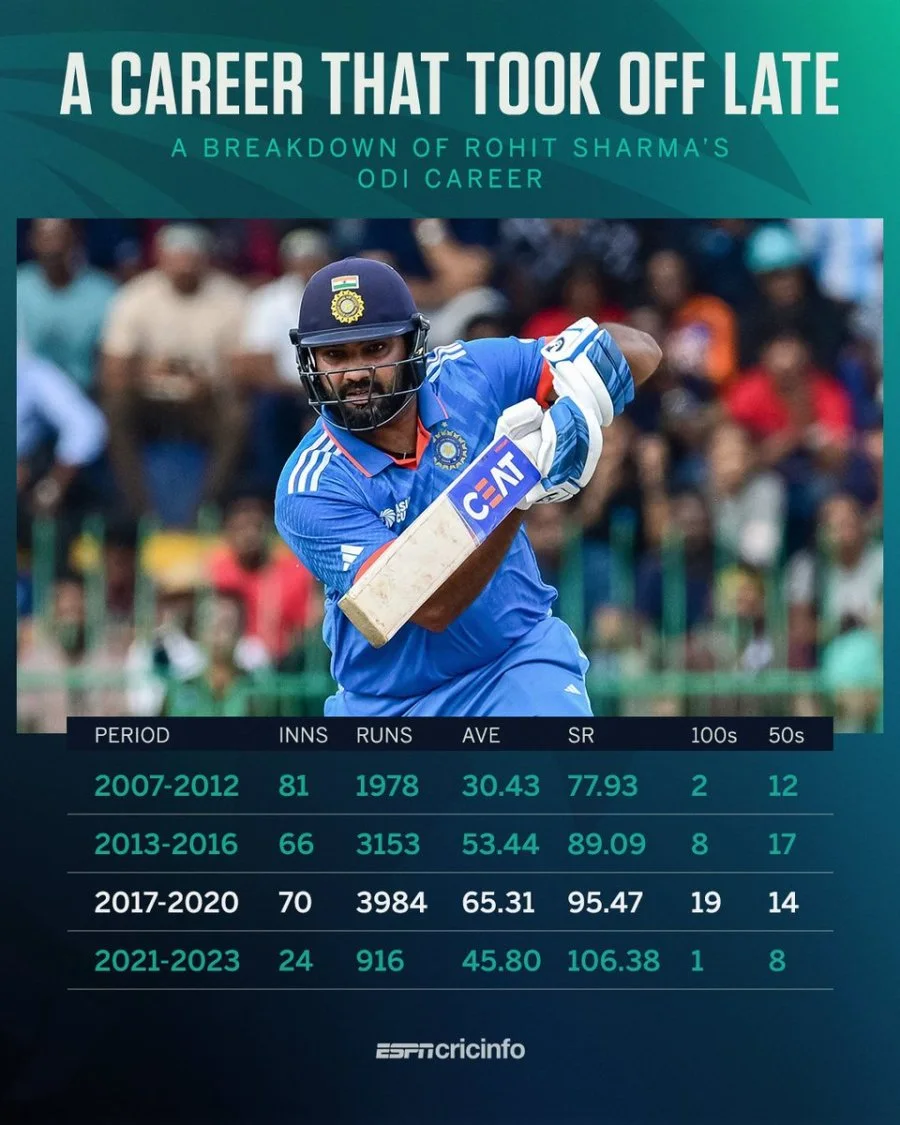 A CAREER THAT TOOK OFF LATE
A BREAKDOWN OF ROHIT SHARMA'S
ODI CAREER
CEAT
PERIOD INNS RUNS AVE SR 100s 50s
2007-2012 81 1978 30.43 77.93 2 12
2013-2016 66 3153 53.44 89.09 8 17
2017-2020 70 3984 65.31 95.47 19 14
2021-2023 24 916 45.80 106.38 1 8
ESPN cricinfo